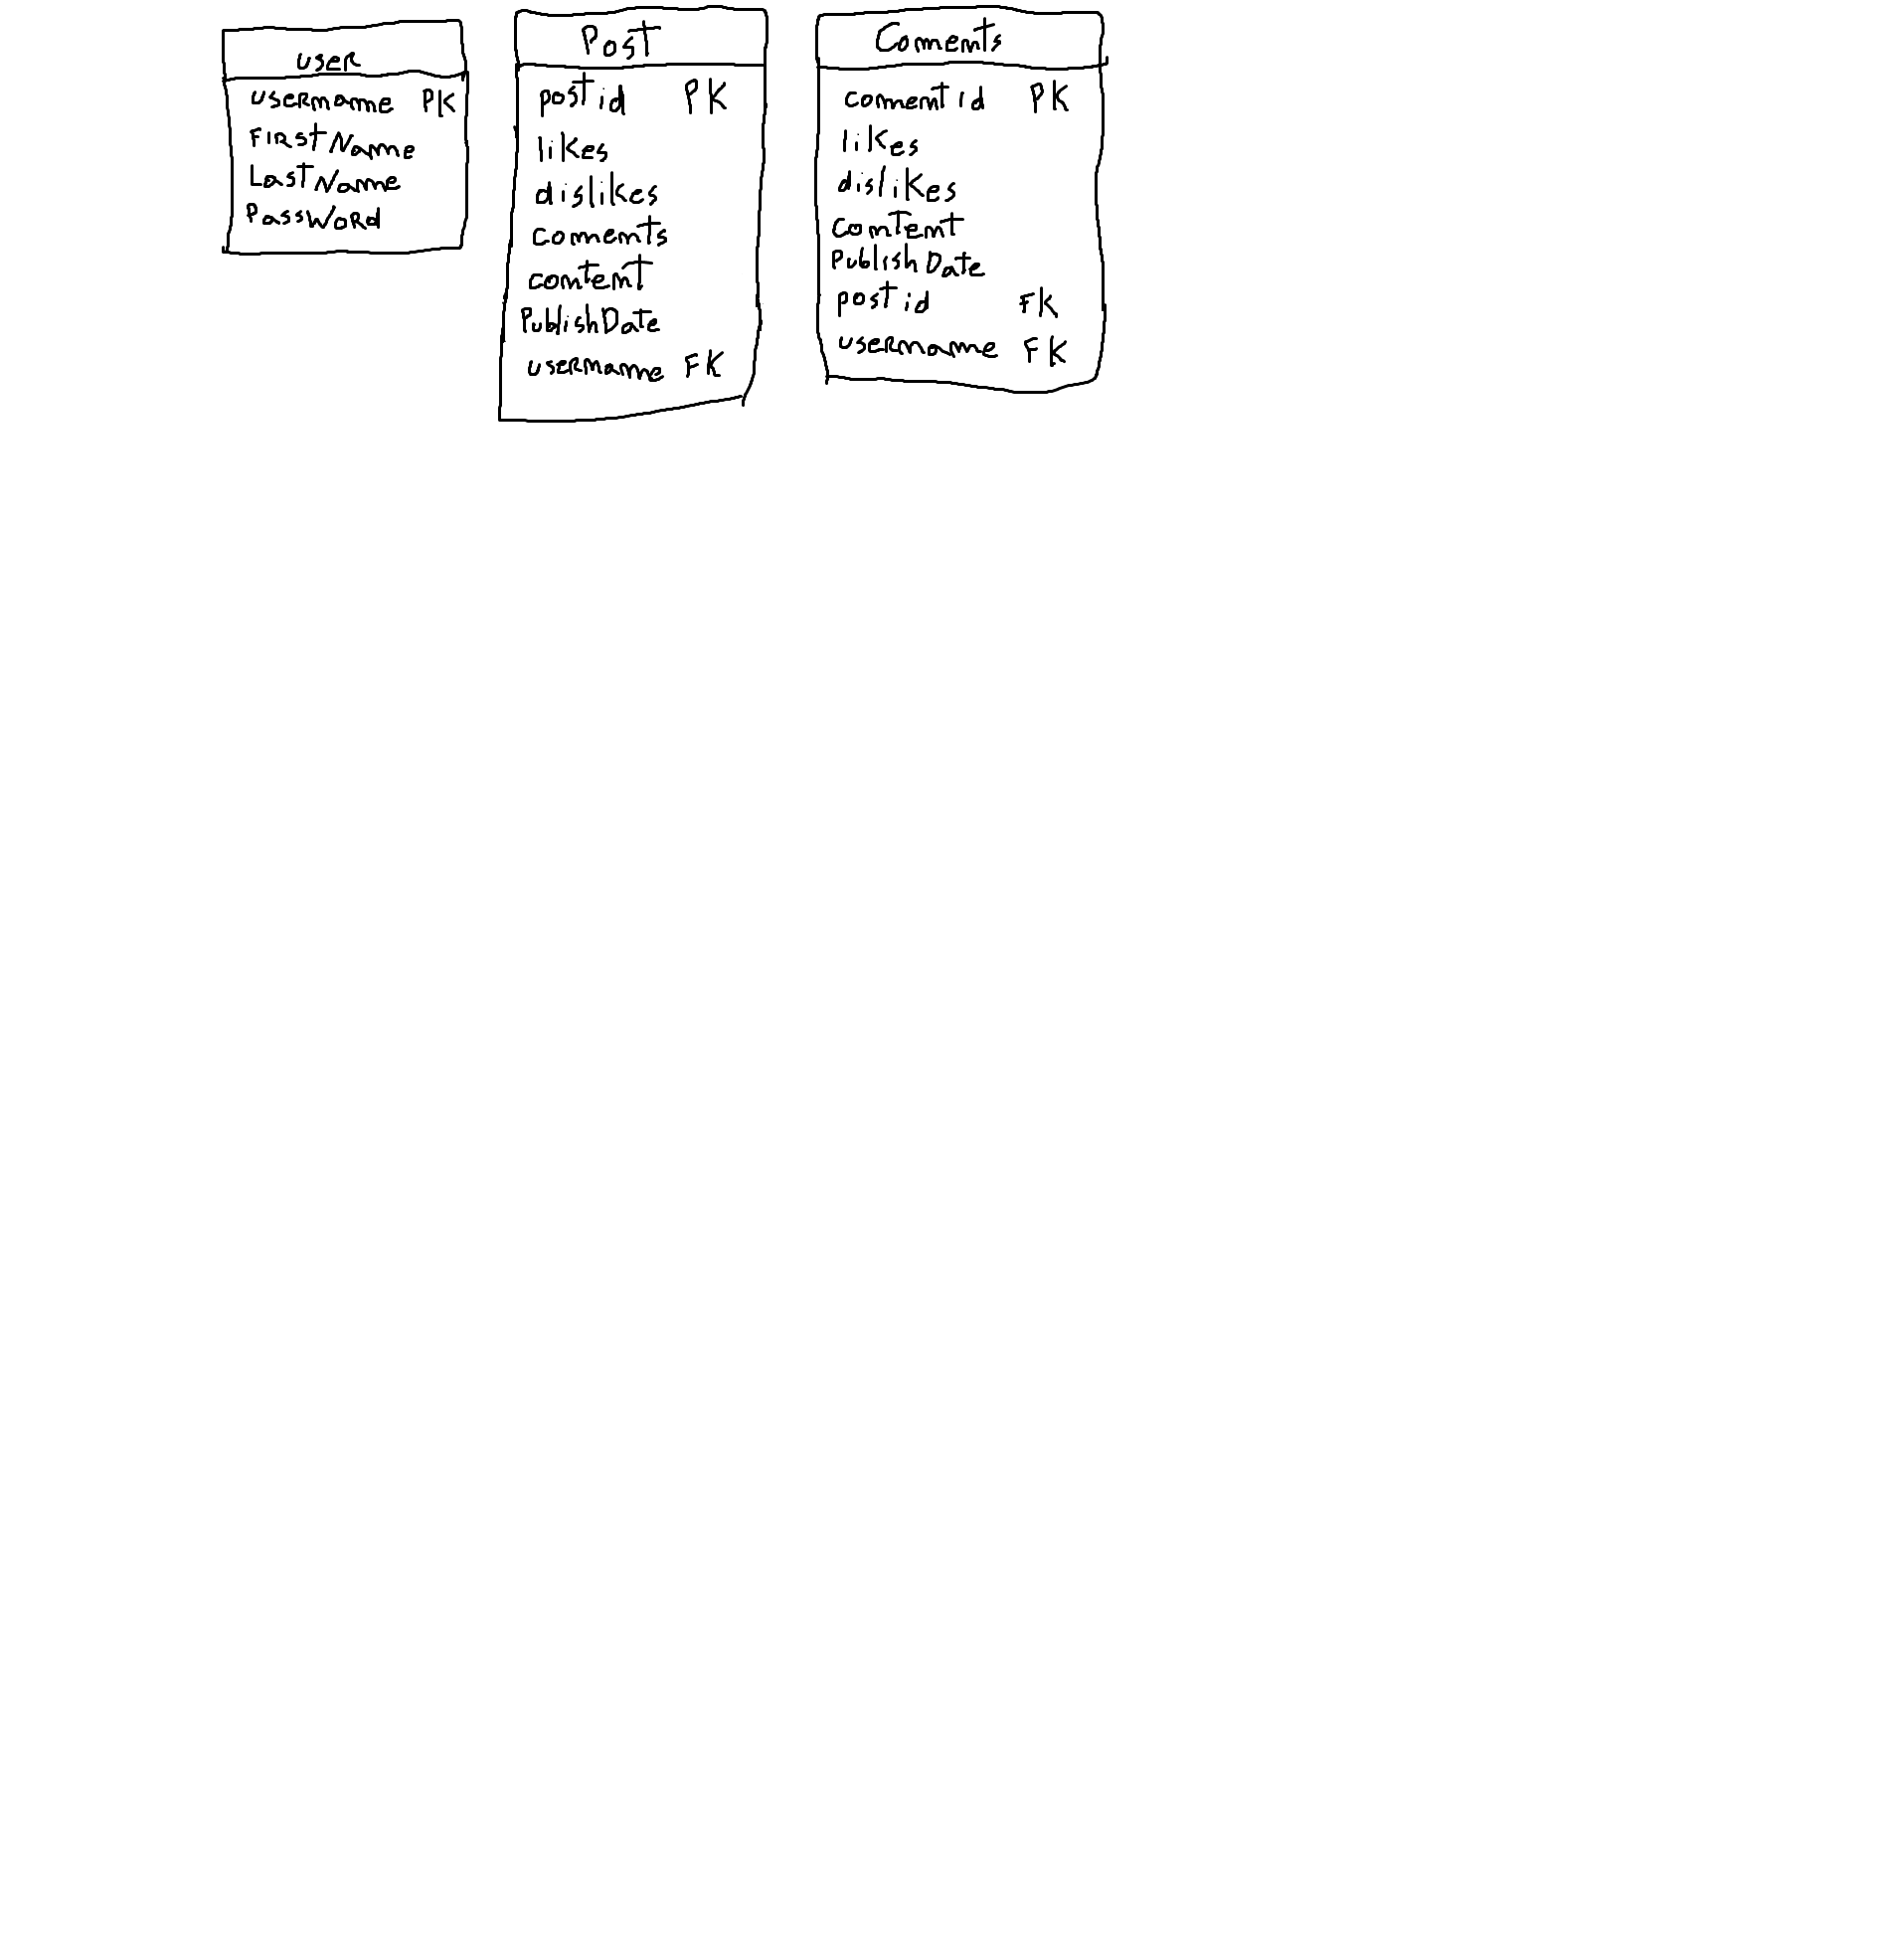 user
username PK
FirstName
LastName
PassWord
Post
postid PK
likes
dislikes
coments
content
PublishDate
username FK
Coments
comentid PK
likes
dislikes
content
PublishDate
postid FK
username FK